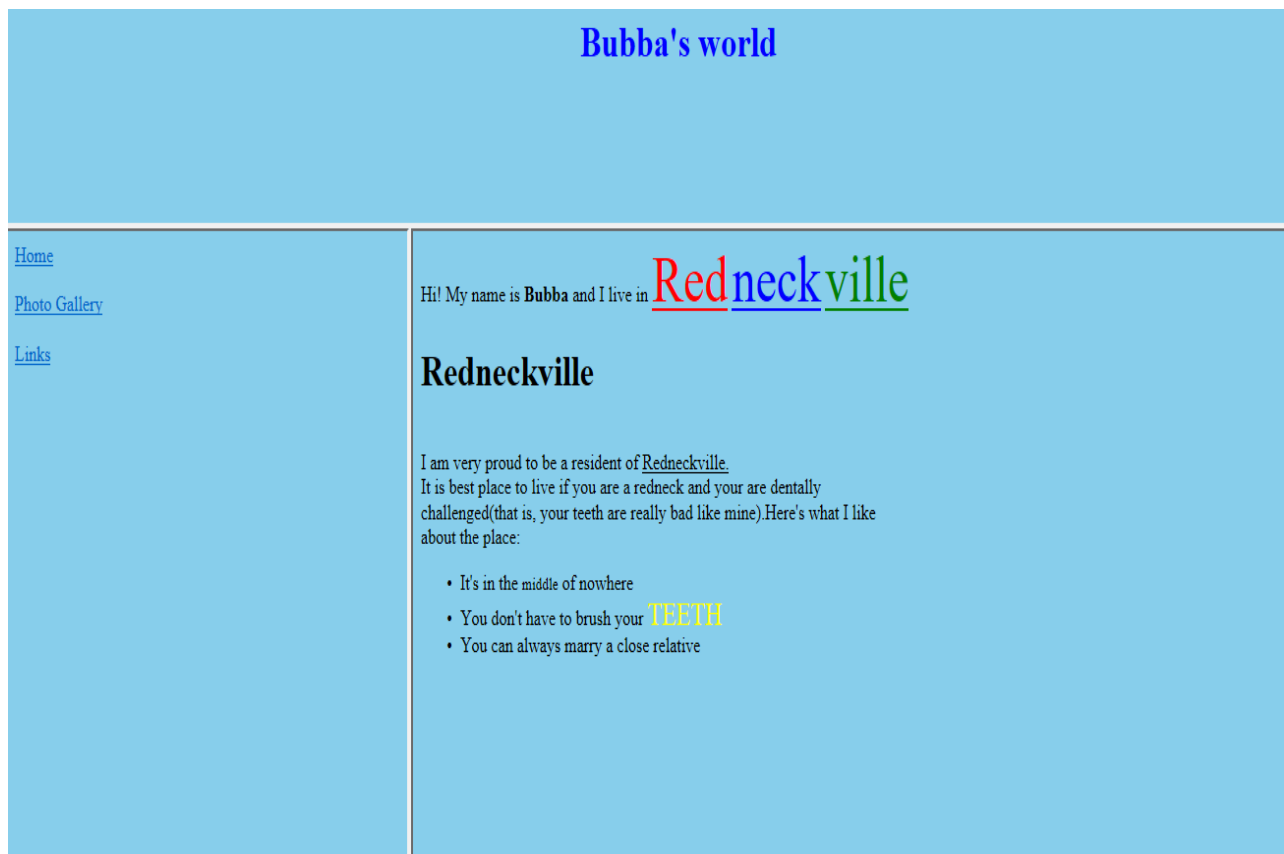 Bubba's world
Home
Photo Gallery
Links
Hi! My name is Bubba and I live in Red neck ville
Redneckville
I am very proud to be a resident of Redneckville.
It is best place to live if you are a redneck and your are dentally
challenged(that is, your teeth are really bad like mine).Here's what I like
about the place:
• It's in the middle of nowhere
• You don't have to brush your TEETH
• You can always marry a close relative